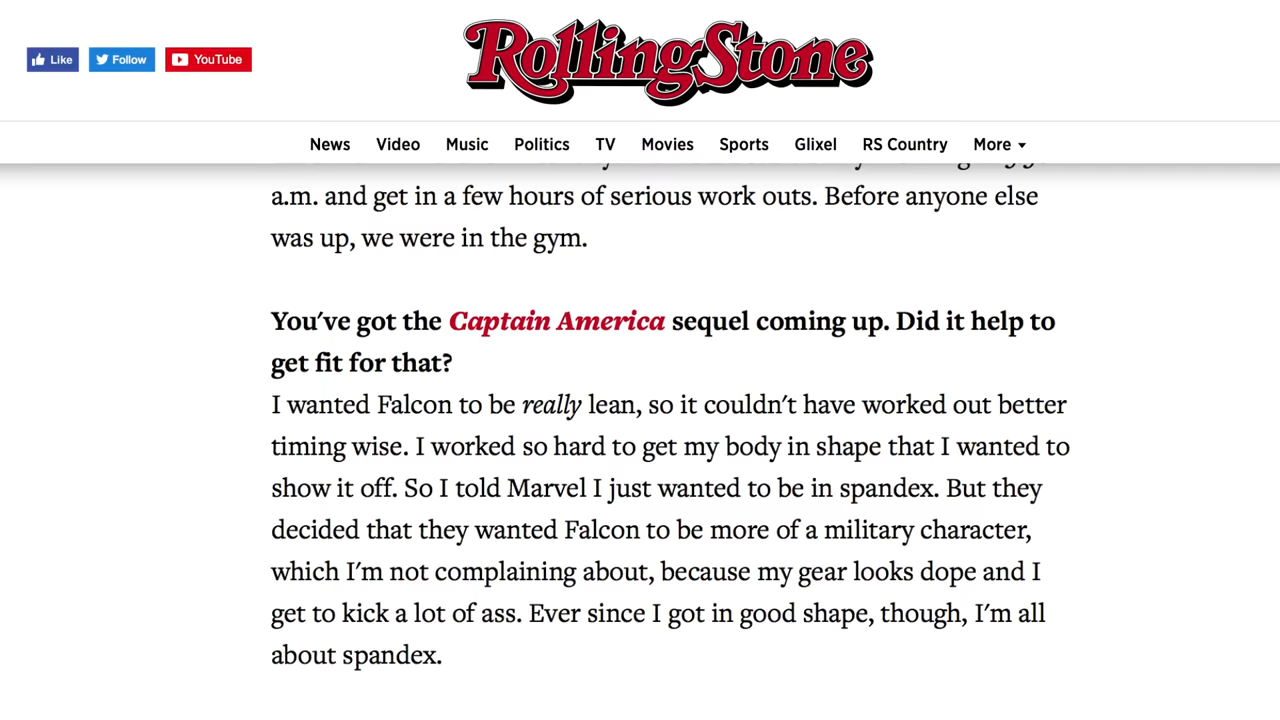 Like
Follow
YouTube
RollingStone
News Video Music Politics TV Movies Sports Glixel RS Country More
a.m. and get in a few hours of serious work outs. Before anyone else
was up, we were in the gym.
You've got the Captain America sequel coming up. Did it help to
get fit for that?
I wanted Falcon to be really lean, so it couldn't have worked out better
timing wise. I worked so hard to get my body in shape that I wanted to
show it off. So I told Marvel I just wanted to be in spandex. But they
decided that they wanted Falcon to be more of a military character,
which I'm not complaining about, because my gear looks dope and I
get to kick a lot of ass. Ever since I got in good shape, though, I'm all
about spandex.